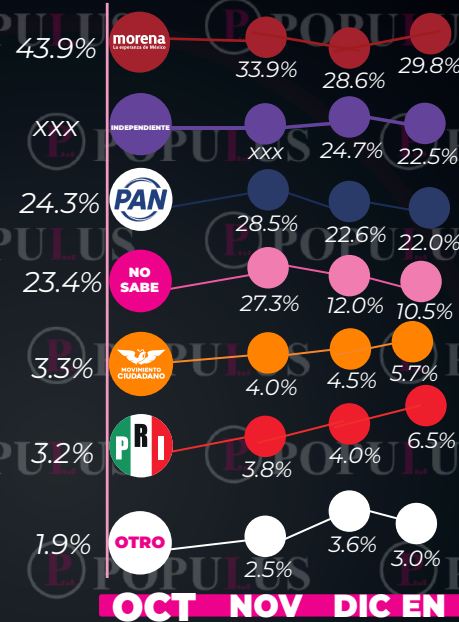 43.9%
morena
La esperanza de México
33.9%
28.6%
29.8%
XXX
INDEPENDIENTE
XXX
24.7%
22.5%
24.3%
PAN
28.5%
22.6%
22.0%
23.4%
NO
SABE
27.3%
12.0%
10.5%
3.3%
MOVIMIENTO
CIUDADANO
4.0%
4.5%
5.7%
3.2%
PRI
3.8%
4.0%
6.5%
1.9%
OTRO
2.5%
3.6%
3.0%
OCT NOV DIC EN
POPULUS